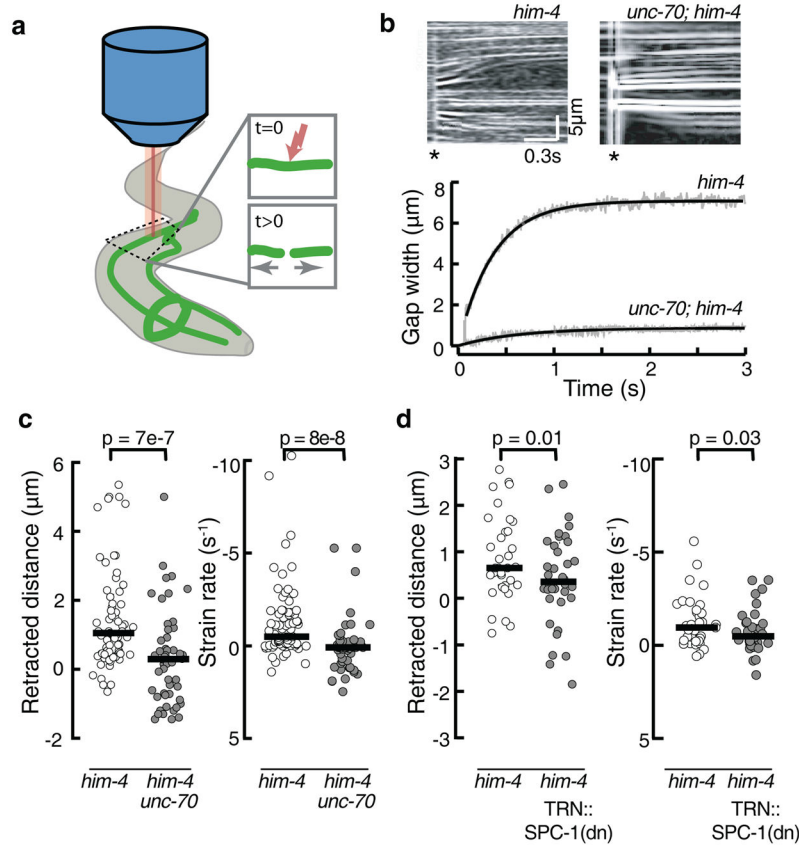 a
t=0
t>0
b
him-4
unc-70; him-4
*
0.3s
5µm
*
Gap width (µm)
8
6
4
2
0
him-4
unc-70; him-4
0
1
2
3
Time (s)
c
p = 7e-7
Retracted distance (µm)
6
4
2
0
-2
him-4
him-4
unc-70
p = 8e-8
Strain rate (s⁻¹)
-10
-5
0
5
him-4
him-4
unc-70
d
p = 0.01
Retracted distance (µm)
3
2
1
0
-1
-2
-3
him-4
him-4
TRN::
SPC-1(dn)
p = 0.03
Strain rate (s⁻¹)
-10
-5
0
5
him-4
him-4
TRN::
SPC-1(dn)